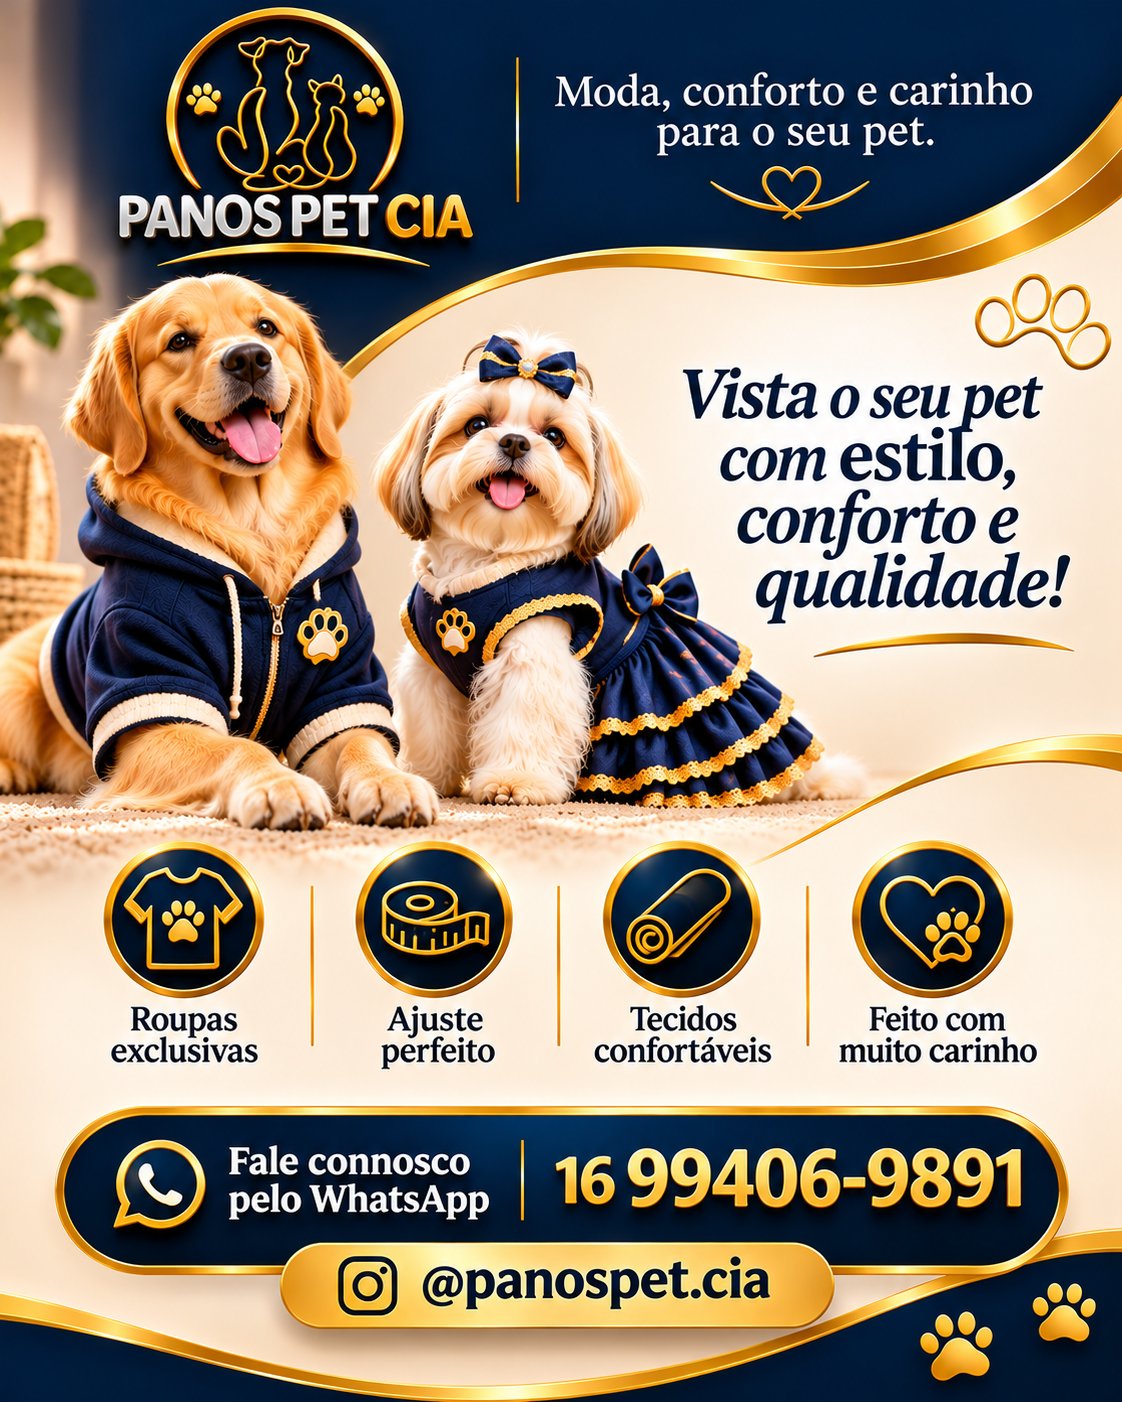 PANOS PET CIA
Moda, conforto e carinho
para o seu pet.
Vista o seu pet
com estilo,
conforto e
qualidade!
Roupas
exclusivas
Ajuste
perfeito
Tecidos
confortáveis
Feito com
muito carinho
Fale connosco
pelo WhatsApp
16 99406-9891
@panospet.cia